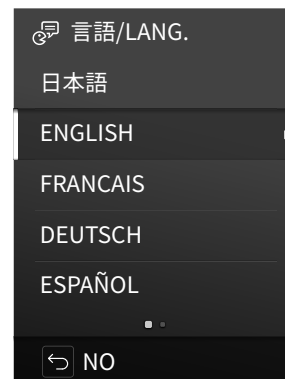 言語/LANG.
日本語
ENGLISH
FRANCAIS
DEUTSCH
ESPAÑOL
NO